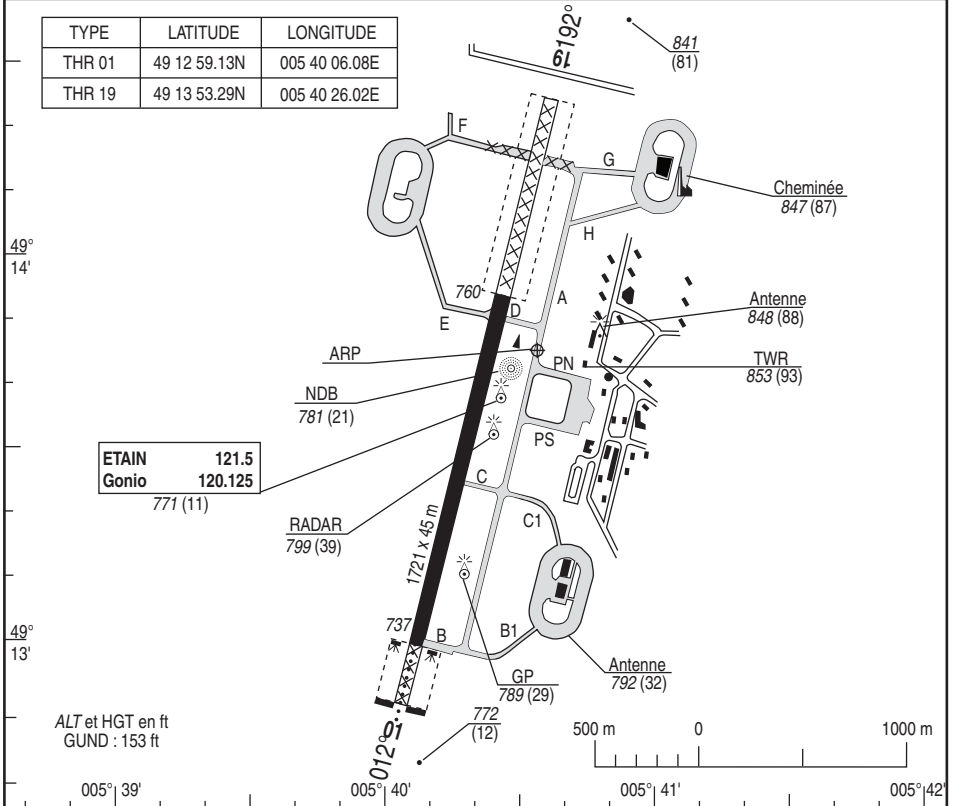 TYPE LATITUDE LONGITUDE
THR 01 49 12 59.13N 005 40 06.08E
THR 19 49 13 53.29N 005 40 26.02E
192°
19
841
(81)
F
G
Cheminée
847 (87)
H
49°
14'
760
D
A
Antenne
848 (88)
E
ARP
PN
TWR
853 (93)
NDB
781 (21)
PS
ETAIN 121.5
Gonio 120.125
771 (11)
C
C1
RADAR
799 (39)
1721 x 45 m
737
49°
13'
B
B1
GP
789 (29)
Antenne
792 (32)
772
(12)
ALT et HGT en ft
GUND : 153 ft
01
012°
500 m 0 1000 m
005° 39' 005° 40' 005° 41' 005° 42'